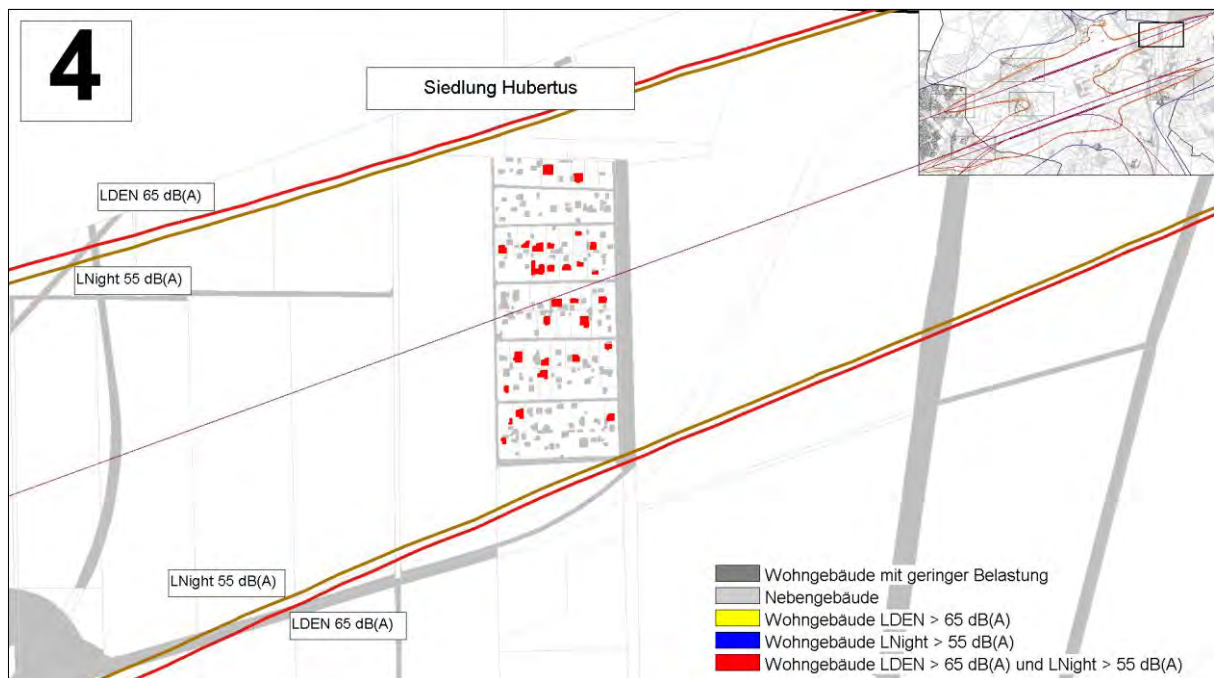 4
Siedlung Hubertus
LDEN 65 dB(A)
LNight 55 dB(A)
LNight 55 dB(A)
LDEN 65 dB(A)
Wohngebäude mit geringer Belastung
Nebengebäude
Wohngebäude LDEN > 65 dB(A)
Wohngebäude LNight > 55 dB(A)
Wohngebäude LDEN > 65 dB(A) und LNight > 55 dB(A)